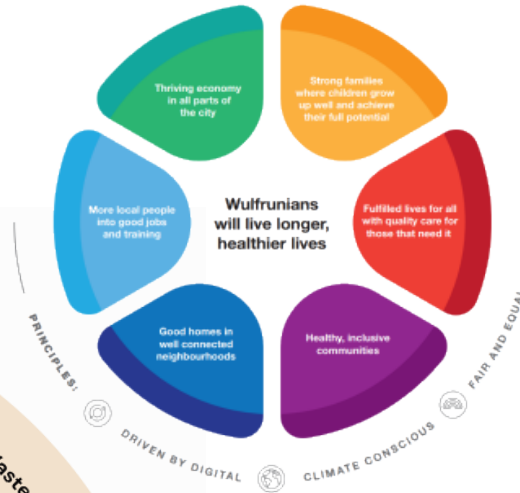 Thriving economy
in all parts of
the city
Strong families
where children grow
up well and achieve
their full potential
More local people
into good jobs
and training
Wulfrunians
will live longer,
healthier lives
Fulfilled lives for all
with quality care for
those that need it
Good homes in
well connected
neighbourhoods
Healthy, inclusive
communities
PRINCIPLES:
DRIVEN BY DIGITAL
CLIMATE CONSCIOUS
FAIR AND EQUAL